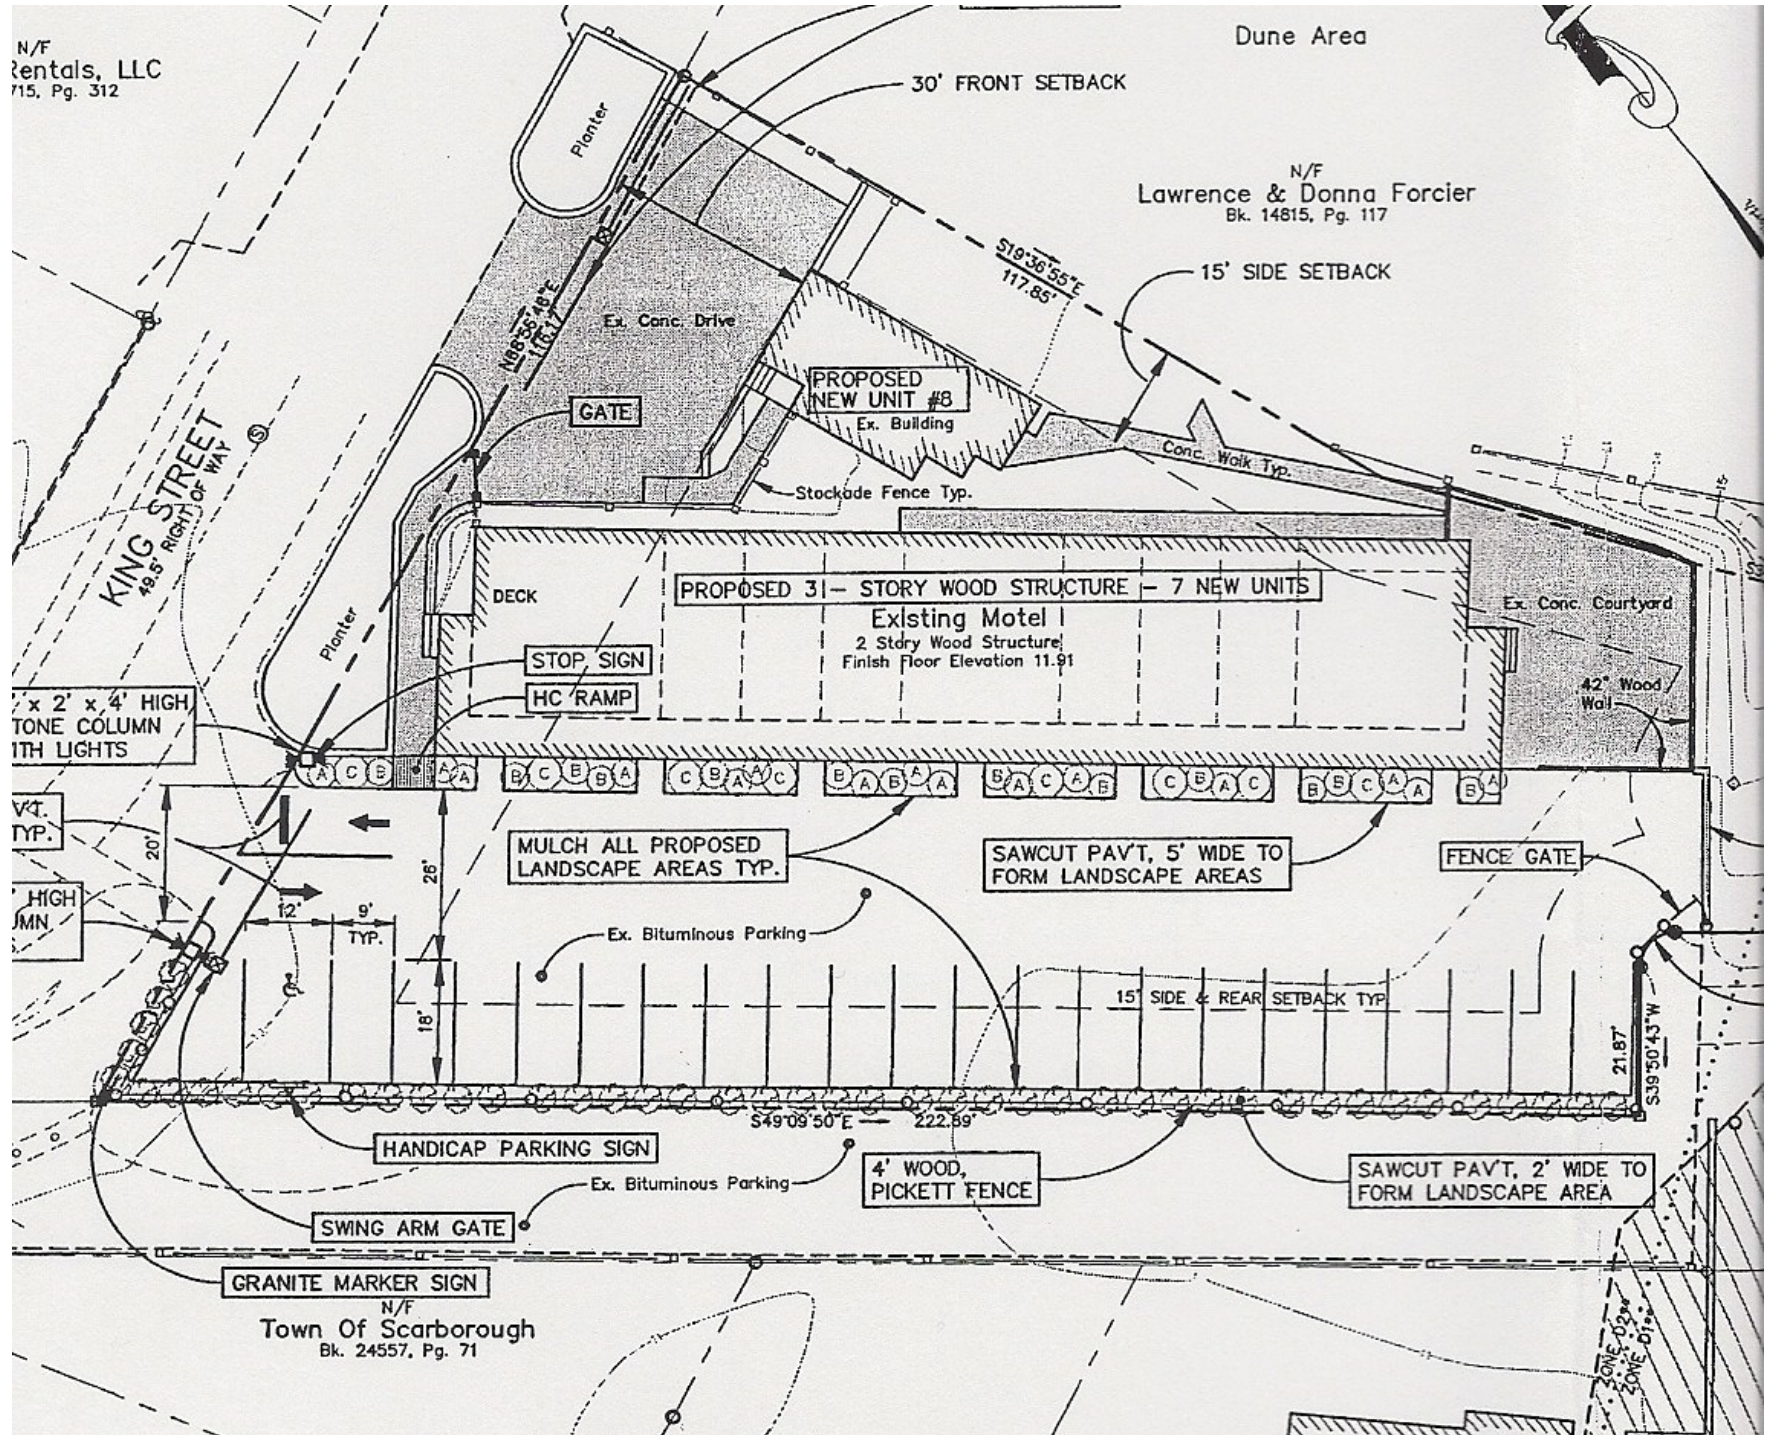 N/F
Rentals, LLC
715, Pg. 312
Dune Area
30' FRONT SETBACK
Planter
N/F
Lawrence & Donna Forcier
Bk. 14815, Pg. 117
S19°36'55"E
117.85'
15' SIDE SETBACK
N88°56'48"E
116.17'
Ex. Conc. Drive
GATE
PROPOSED
NEW UNIT #8
Ex. Building
Conc. Walk Typ.
Stockade Fence Typ.
KING STREET
49.5' RIGHT OF WAY
S
15
DECK
PROPOSED 3 - STORY WOOD STRUCTURE - 7 NEW UNITS
Existing Motel
2 Story Wood Structure
Finish Floor Elevation 11.91
Ex. Conc. Courtyard
42" Wood
Wall
Planter
STOP SIGN
HC RAMP
' x 2' x 4' HIGH
TONE COLUMN
ITH LIGHTS
A C B A A B C B B A C B A A C B A B A A B A C A B C B A C B B C A A B A
V'T.
TYP.
20'
26'
MULCH ALL PROPOSED
LANDSCAPE AREAS TYP.
SAWCUT PAV'T, 5' WIDE TO
FORM LANDSCAPE AREAS
FENCE GATE
' HIGH
UMN
12'
9'
TYP.
Ex. Bituminous Parking
18'
15' SIDE & REAR SETBACK TYP.
21.87'
S39°50'43"W
S49°09'50"E
222.89'
HANDICAP PARKING SIGN
Ex. Bituminous Parking
4' WOOD,
PICKETT FENCE
SAWCUT PAV'T, 2' WIDE TO
FORM LANDSCAPE AREA
SWING ARM GATE
GRANITE MARKER SIGN
N/F
Town Of Scarborough
Bk. 24557, Pg. 71
ZONE D2
ZONE D1